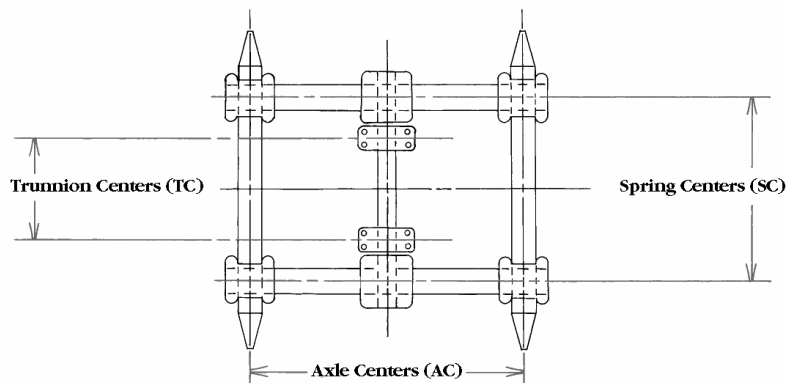 Trunnion Centers (TC)
Spring Centers (SC)
Axle Centers (AC)